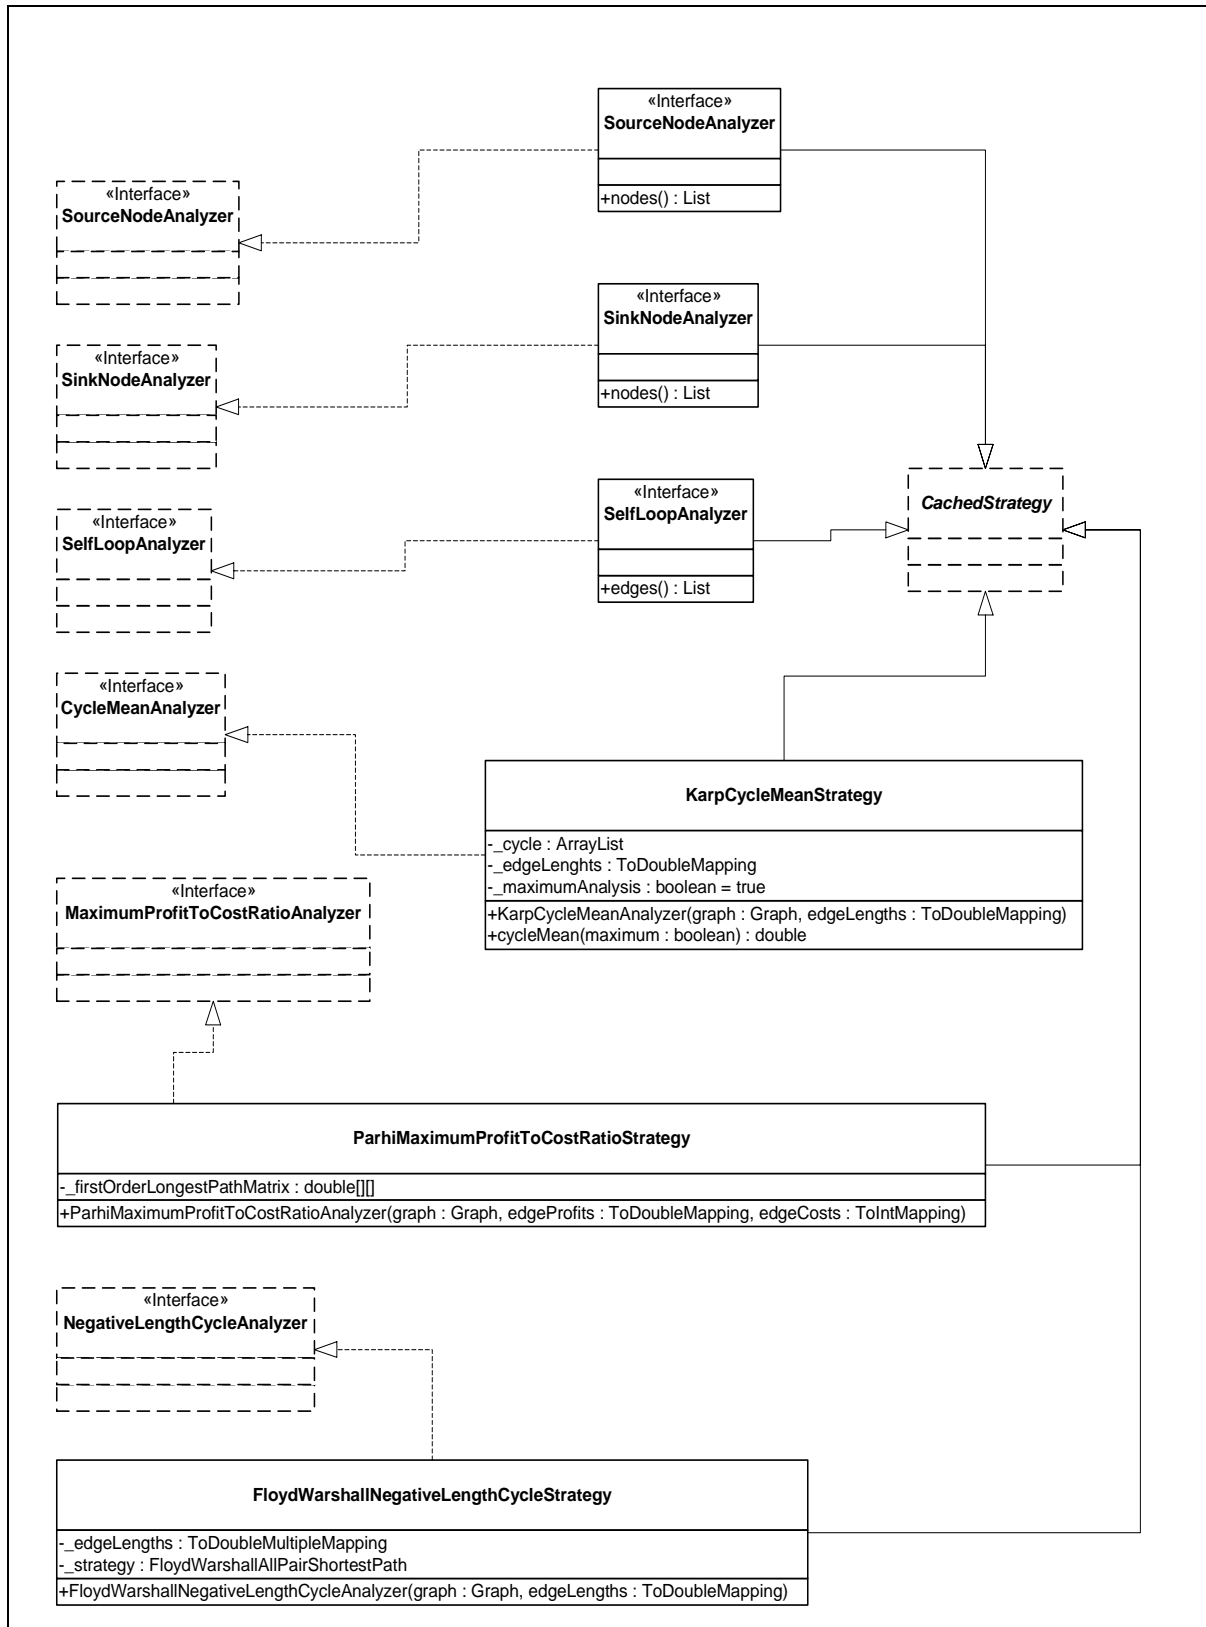 «Interface»
SourceNodeAnalyzer
+nodes() : List
«Interface»
SourceNodeAnalyzer
«Interface»
SinkNodeAnalyzer
+nodes() : List
«Interface»
SinkNodeAnalyzer
«Interface»
SelfLoopAnalyzer
+edges() : List
CachedStrategy
«Interface»
SelfLoopAnalyzer
«Interface»
CycleMeanAnalyzer
KarpCycleMeanStrategy
-_cycle : ArrayList
-_edgeLenghts : ToDoubleMapping
-_maximumAnalysis : boolean = true
+KarpCycleMeanAnalyzer(graph : Graph, edgeLengths : ToDoubleMapping)
+cycleMean(maximum : boolean) : double
«Interface»
MaximumProfitToCostRatioAnalyzer
ParhiMaximumProfitToCostRatioStrategy
-_firstOrderLongestPathMatrix : double[][]
+ParhiMaximumProfitToCostRatioAnalyzer(graph : Graph, edgeProfits : ToDoubleMapping, edgeCosts : ToIntMapping)
«Interface»
NegativeLengthCycleAnalyzer
FloydWarshallNegativeLengthCycleStrategy
-_edgeLengths : ToDoubleMultipleMapping
-_strategy : FloydWarshallAllPairShortestPath
+FloydWarshallNegativeLengthCycleAnalyzer(graph : Graph, edgeLengths : ToDoubleMapping)